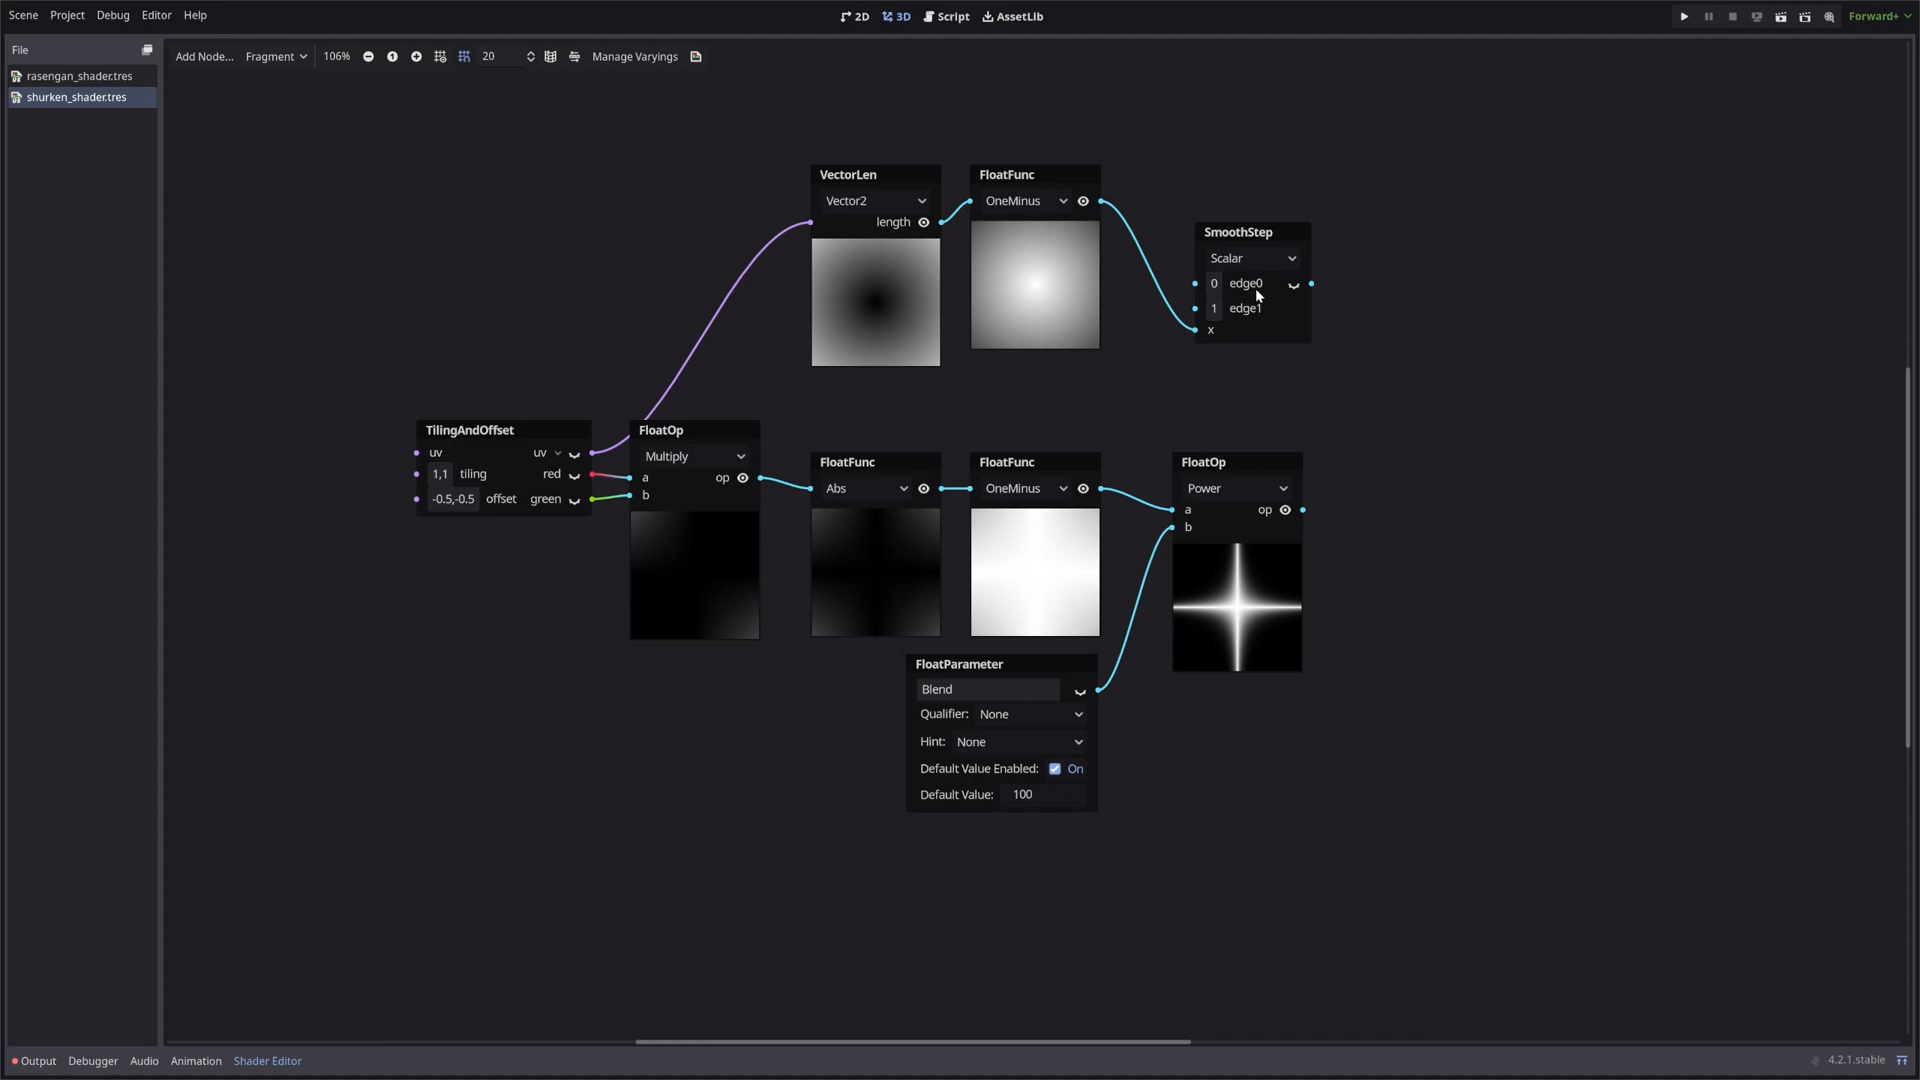 Scene Project Debug Editor Help
2D 3D Script AssetLib
Forward+
File
rasengan_shader.tres
shurken_shader.tres
Add Node... Fragment 106% 20 Manage Varyings
VectorLen
Vector2
length
FloatFunc
OneMinus
SmoothStep
Scalar
0 edge0
1 edge1
x
TilingAndOffset
uv uv
1,1 tiling red
-0.5,-0.5 offset green
FloatOp
Multiply
a op
b
FloatFunc
Abs
FloatFunc
OneMinus
FloatOp
Power
a op
b
FloatParameter
Blend
Qualifier: None
Hint: None
Default Value Enabled: On
Default Value: 100
Output Debugger Audio Animation Shader Editor
4.2.1.stable